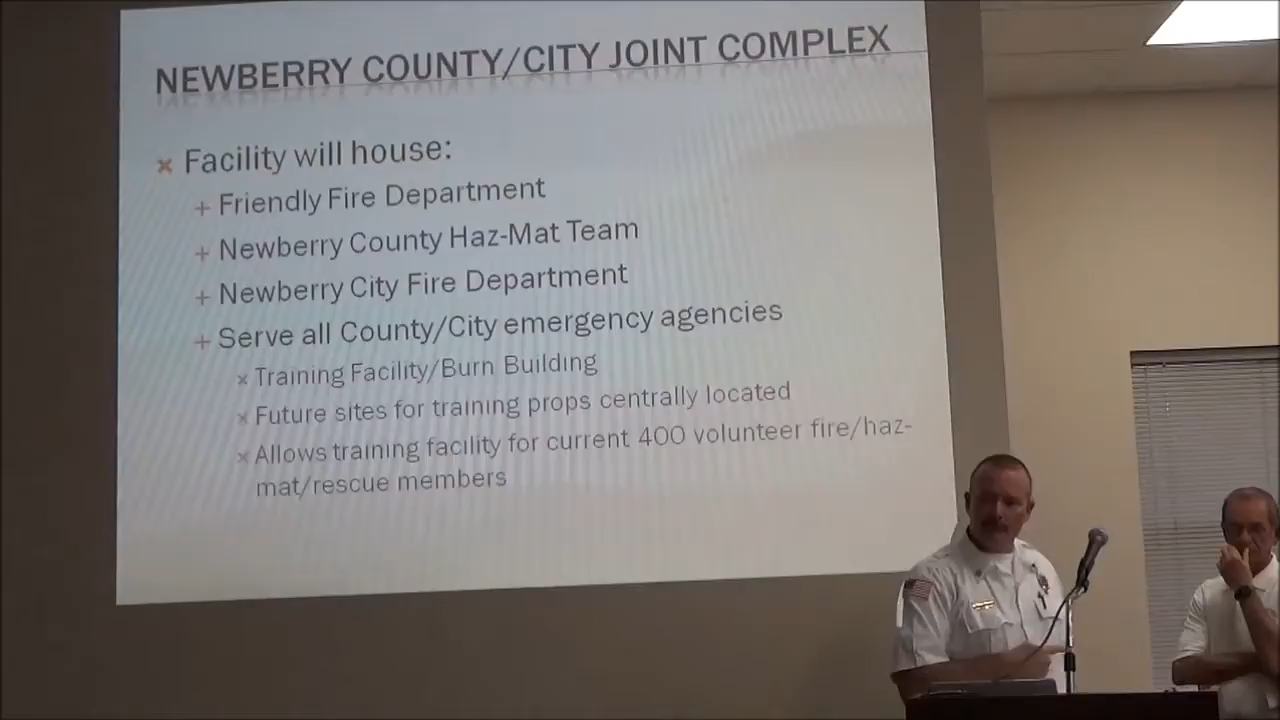 NEWBERRY COUNTY/CITY JOINT COMPLEX
× Facility will house:
+ Friendly Fire Department
+ Newberry County Haz-Mat Team
+ Newberry City Fire Department
+ Serve all County/City emergency agencies
× Training Facility/Burn Building
× Future sites for training props centrally located
× Allows training facility for current 400 volunteer fire/haz-
mat/rescue members